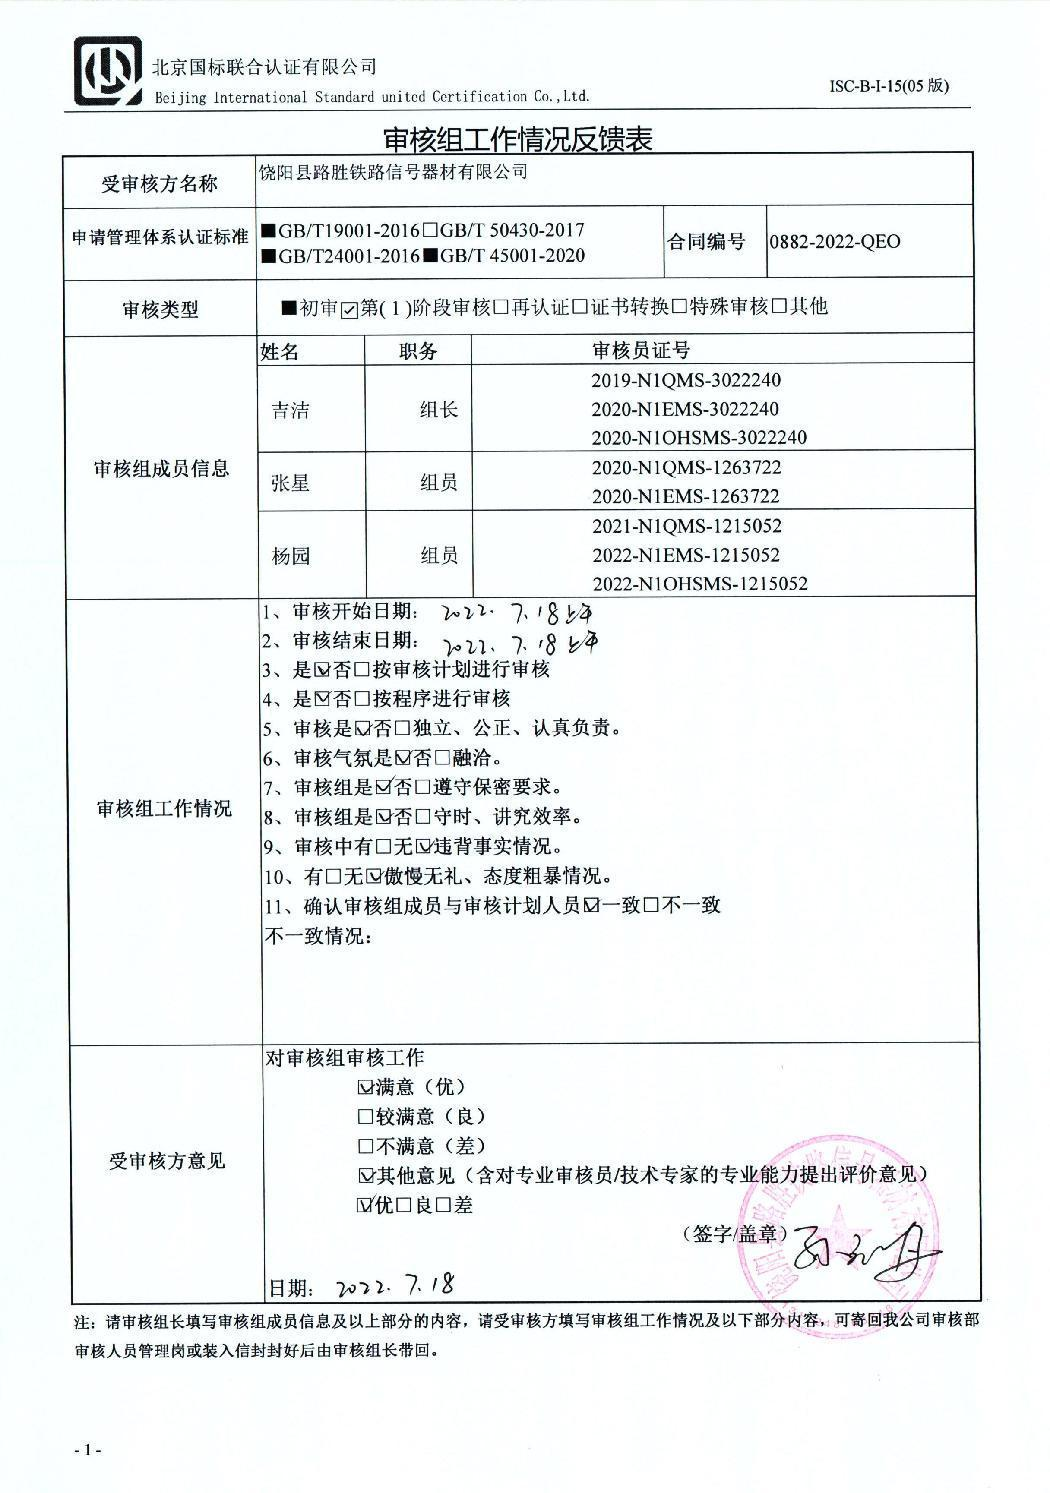 北京国标联合认证有限公司
Beijing International Standard united Certification Co.,Ltd.
ISC-B-I-15(05 版)
审核组工作情况反馈表
受审核方名称
饶阳县路胜铁路信号器材有限公司
申请管理体系认证标准
■GB/T19001-2016□GB/T 50430-2017
■GB/T24001-2016■GB/T 45001-2020
合同编号
0882-2022-QEO
审核类型
■初审☑第( 1 )阶段审核□再认证□证书转换□特殊审核□其他
审核组成员信息
姓名 职务 审核员证号
吉洁 组长
2019-N1QMS-3022240
2020-N1EMS-3022240
2020-N1OHSMS-3022240
张星 组员
2020-N1QMS-1263722
2020-N1EMS-1263722
杨园 组员
2021-N1QMS-1215052
2022-N1EMS-1215052
2022-N1OHSMS-1215052
审核组工作情况
1、审核开始日期： 2022. 7. 18 上午
2、审核结束日期： 2022. 7. 18 上午
3、是☑否□按审核计划进行审核
4、是☑否□按程序进行审核
5、审核是☑否□独立、公正、认真负责。
6、审核气氛是☑否□融洽。
7、审核组是☑否□遵守保密要求。
8、审核组是☑否□守时、讲究效率。
9、审核中有□无☑违背事实情况。
10、有□无☑傲慢无礼、态度粗暴情况。
11、确认审核组成员与审核计划人员☑一致□不一致
不一致情况：
受审核方意见
对审核组审核工作
☑满意（优）
□较满意（良）
□不满意（差）
☑其他意见（含对专业审核员/技术专家的专业能力提出评价意见）
☑优□良□差
（签字/盖章）
日期： 2022. 7. 18
注：请审核组长填写审核组成员信息及以上部分的内容，请受审核方填写审核组工作情况及以下部分内容，可寄回我公司审核部
审核人员管理岗或装入信封封好后由审核组长带回。
- 1 -